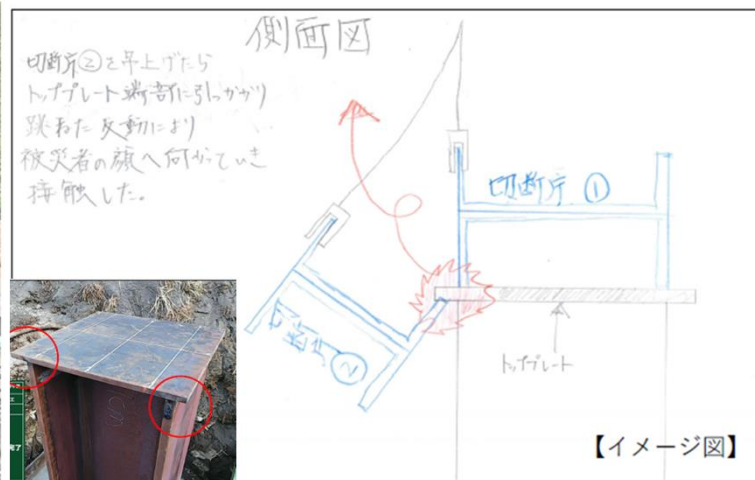 側面図
切断片②を吊上げたら
トッププレート端部に引っかかり
跳ねた反動により
被災者の顔へ向かっていき
接触した。
切断片①
切断片②
トッププレート
【イメージ図】
完了